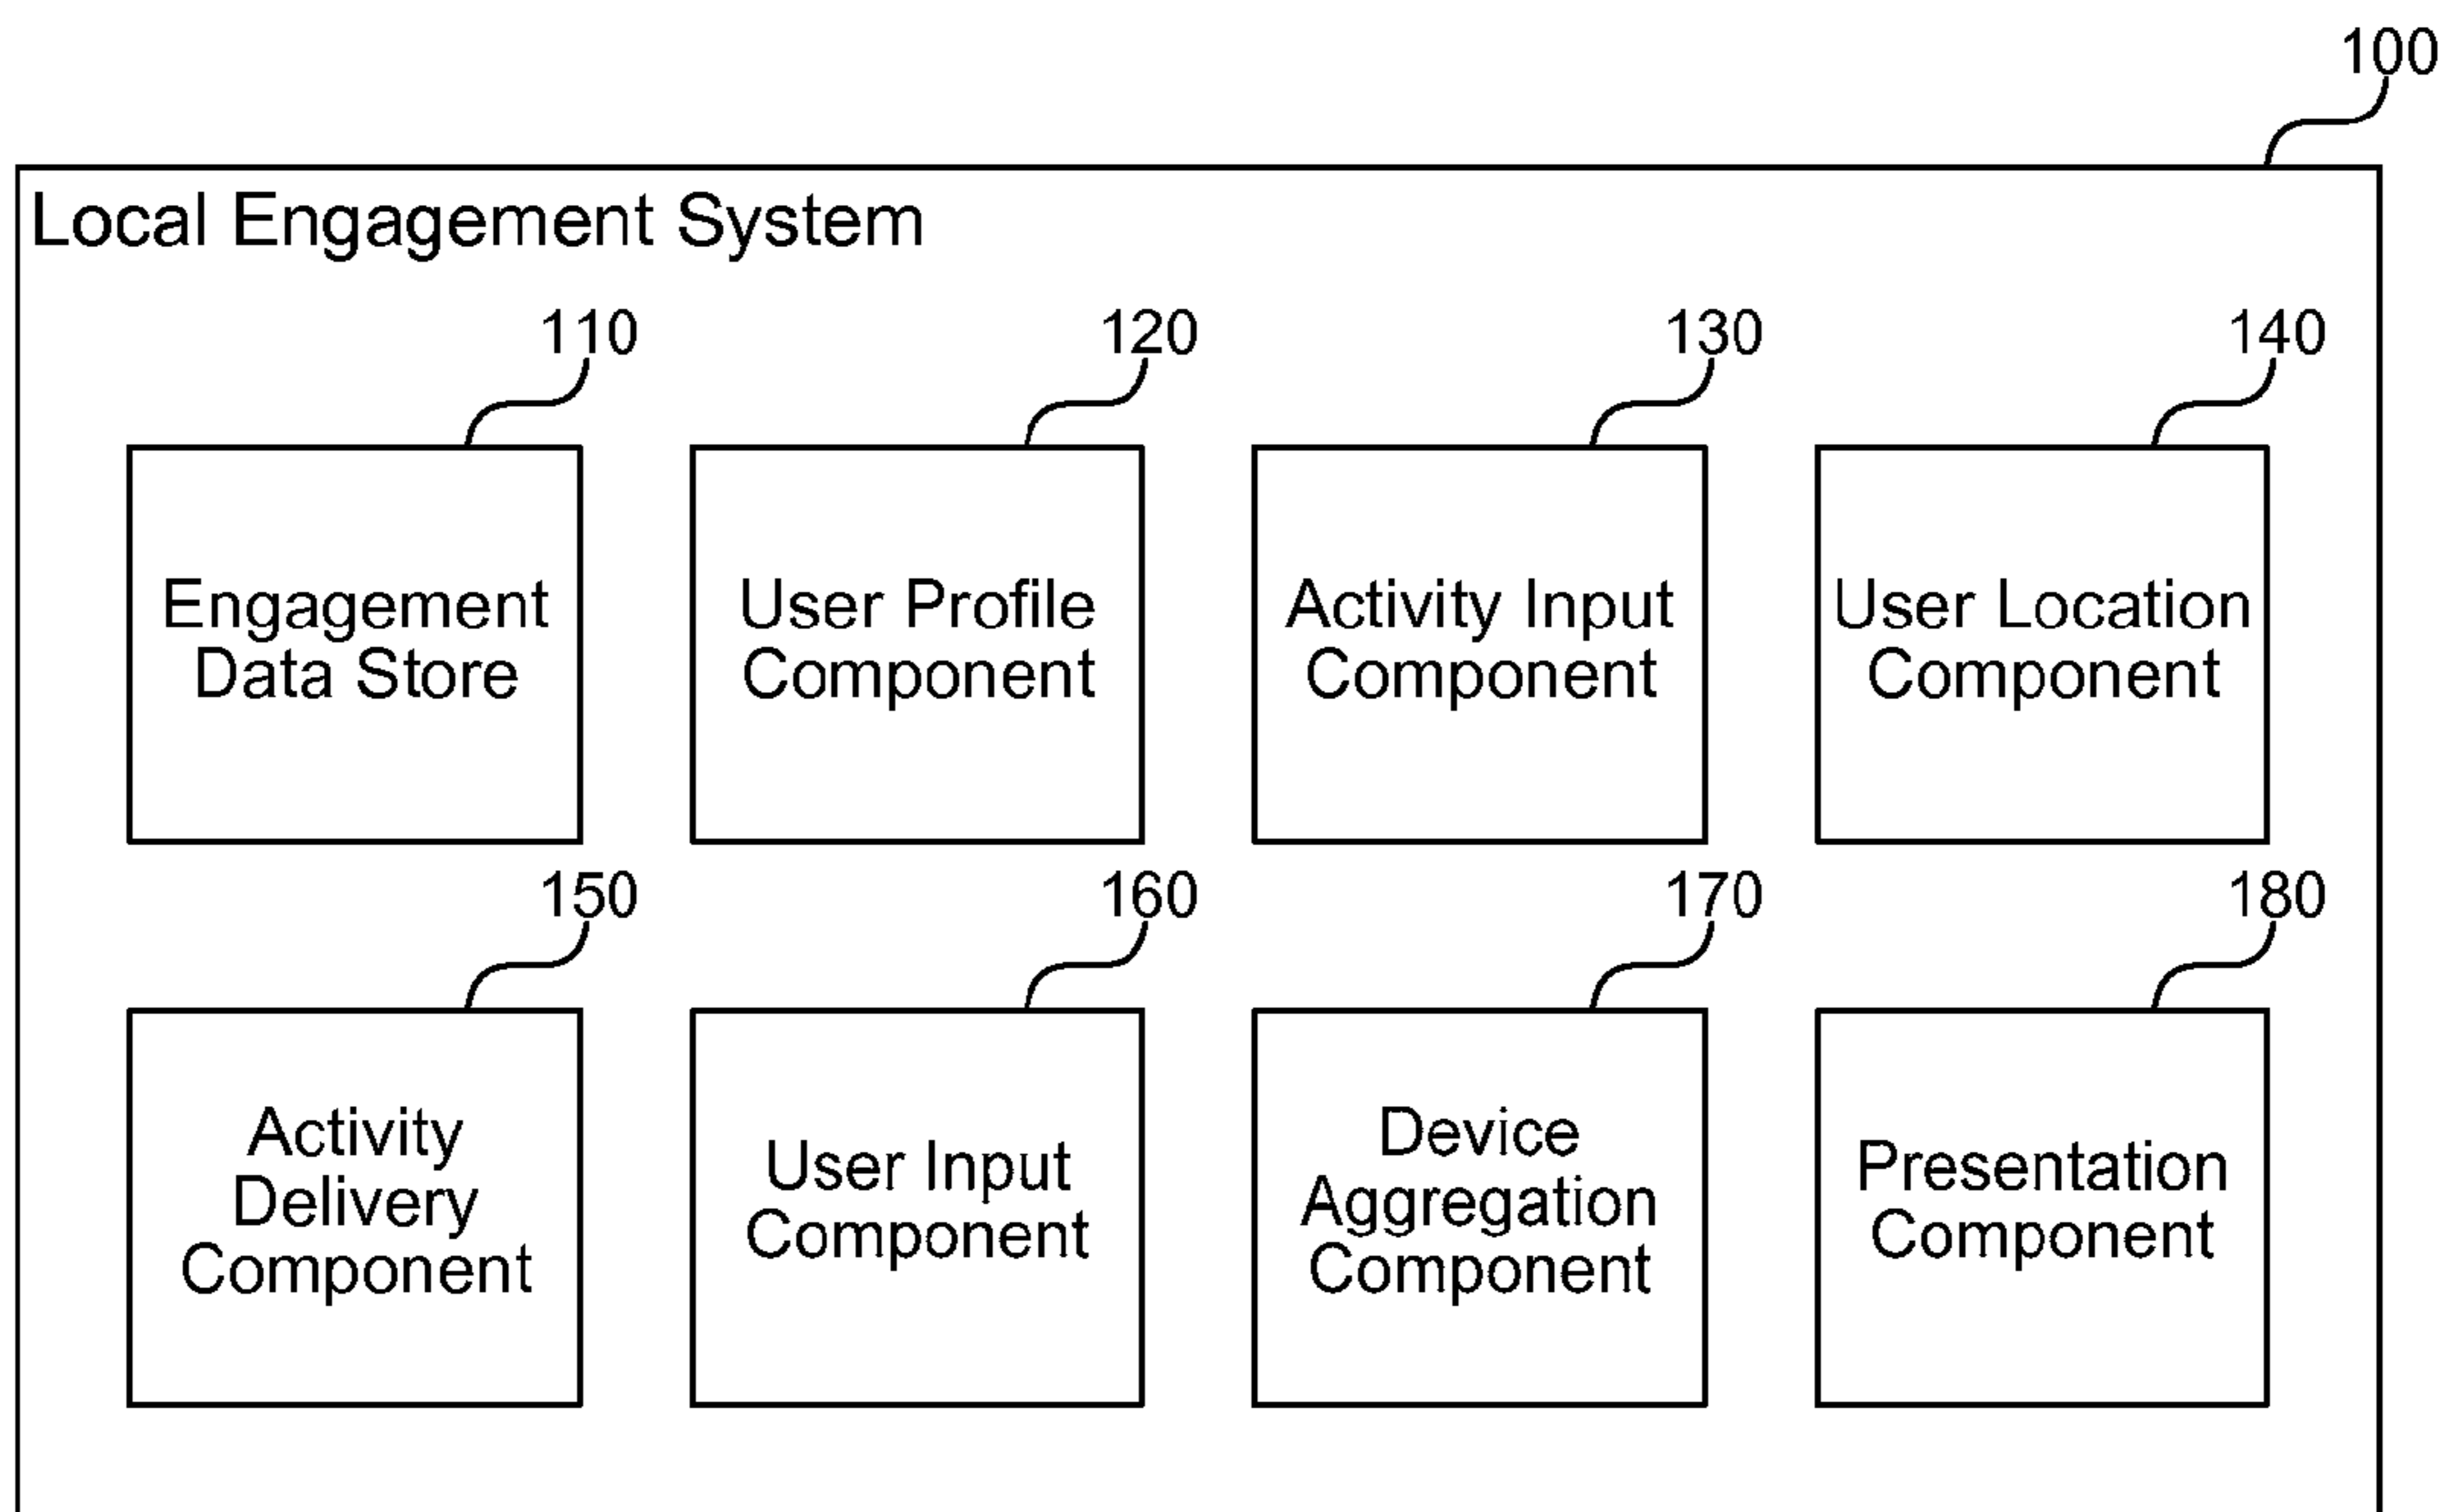 100
Local Engagement System
110
120
130
140
Engagement
Data Store
User Profile
Component
Activity Input
Component
User Location
Component
150
160
170
180
Activity
Delivery
Component
User Input
Component
Device
Aggregation
Component
Presentation
Component